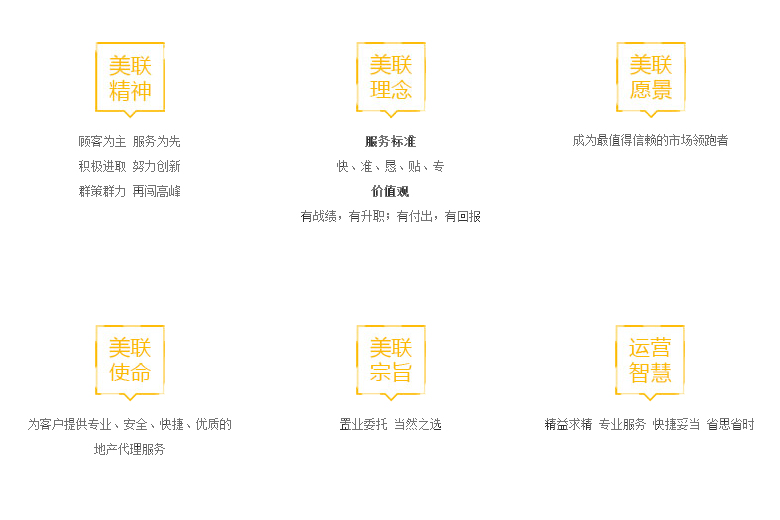 美联
精神
顾客为主 服务为先
积极进取 努力创新
群策群力 再闯高峰
美联
理念
服务标准
快、准、恳、贴、专
价值观
有战绩，有升职；有付出，有回报
美联
愿景
成为最值得信赖的市场领跑者
美联
使命
为客户提供专业、安全、快捷、优质的
地产代理服务
美联
宗旨
置业委托 当然之选
运营
智慧
精益求精 专业服务 快捷妥当 省思省时